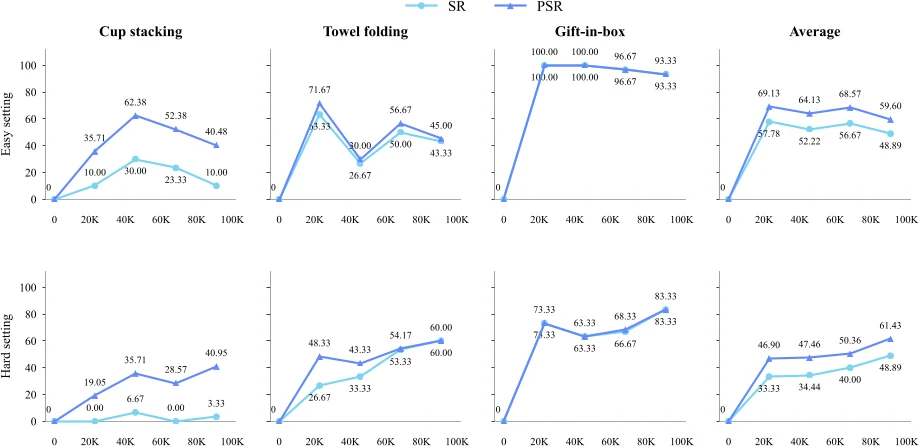 SR PSR
Cup stacking Towel folding Gift-in-box Average
Easy setting
100
80
60
40
20
0
0 35.71 62.38 52.38 40.48
10.00 30.00 23.33 10.00
0 20K 40K 60K 80K 100K
0 71.67 30.00 56.67 45.00
63.33 26.67 50.00 43.33
0 20K 40K 60K 80K 100K
0 100.00 100.00 96.67 93.33
100.00 100.00 96.67 93.33
0 20K 40K 60K 80K 100K
0 69.13 64.13 68.57 59.60
57.78 52.22 56.67 48.89
0 20K 40K 60K 80K 100K
Hard setting
100
80
60
40
20
0
0 19.05 35.71 28.57 40.95
0.00 6.67 0.00 3.33
0 20K 40K 60K 80K 100K
0 48.33 43.33 54.17 60.00
26.67 33.33 53.33 60.00
0 20K 40K 60K 80K 100K
0 73.33 63.33 68.33 83.33
73.33 63.33 66.67 83.33
0 20K 40K 60K 80K 100K
0 46.90 47.46 50.36 61.43
33.33 34.44 40.00 48.89
0 20K 40K 60K 80K 100K